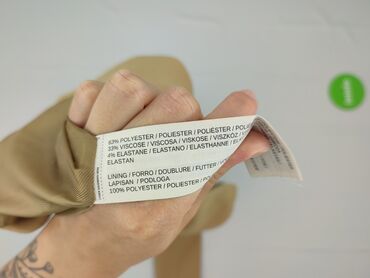 63% POLYESTER / POLIESTER / POLIÉSTER / POLYESTER /
33% VISCOSE / VISCOSA / VISKOSE / VISZKÓZ /
4% ELASTANE / ELASTANO / ELASTHANNE /
ELASTAN
LINING / FORRO / DOUBLURE / FUTTER /
LAPISAN / PODLOGA
100% POLYESTER / POLIESTER /